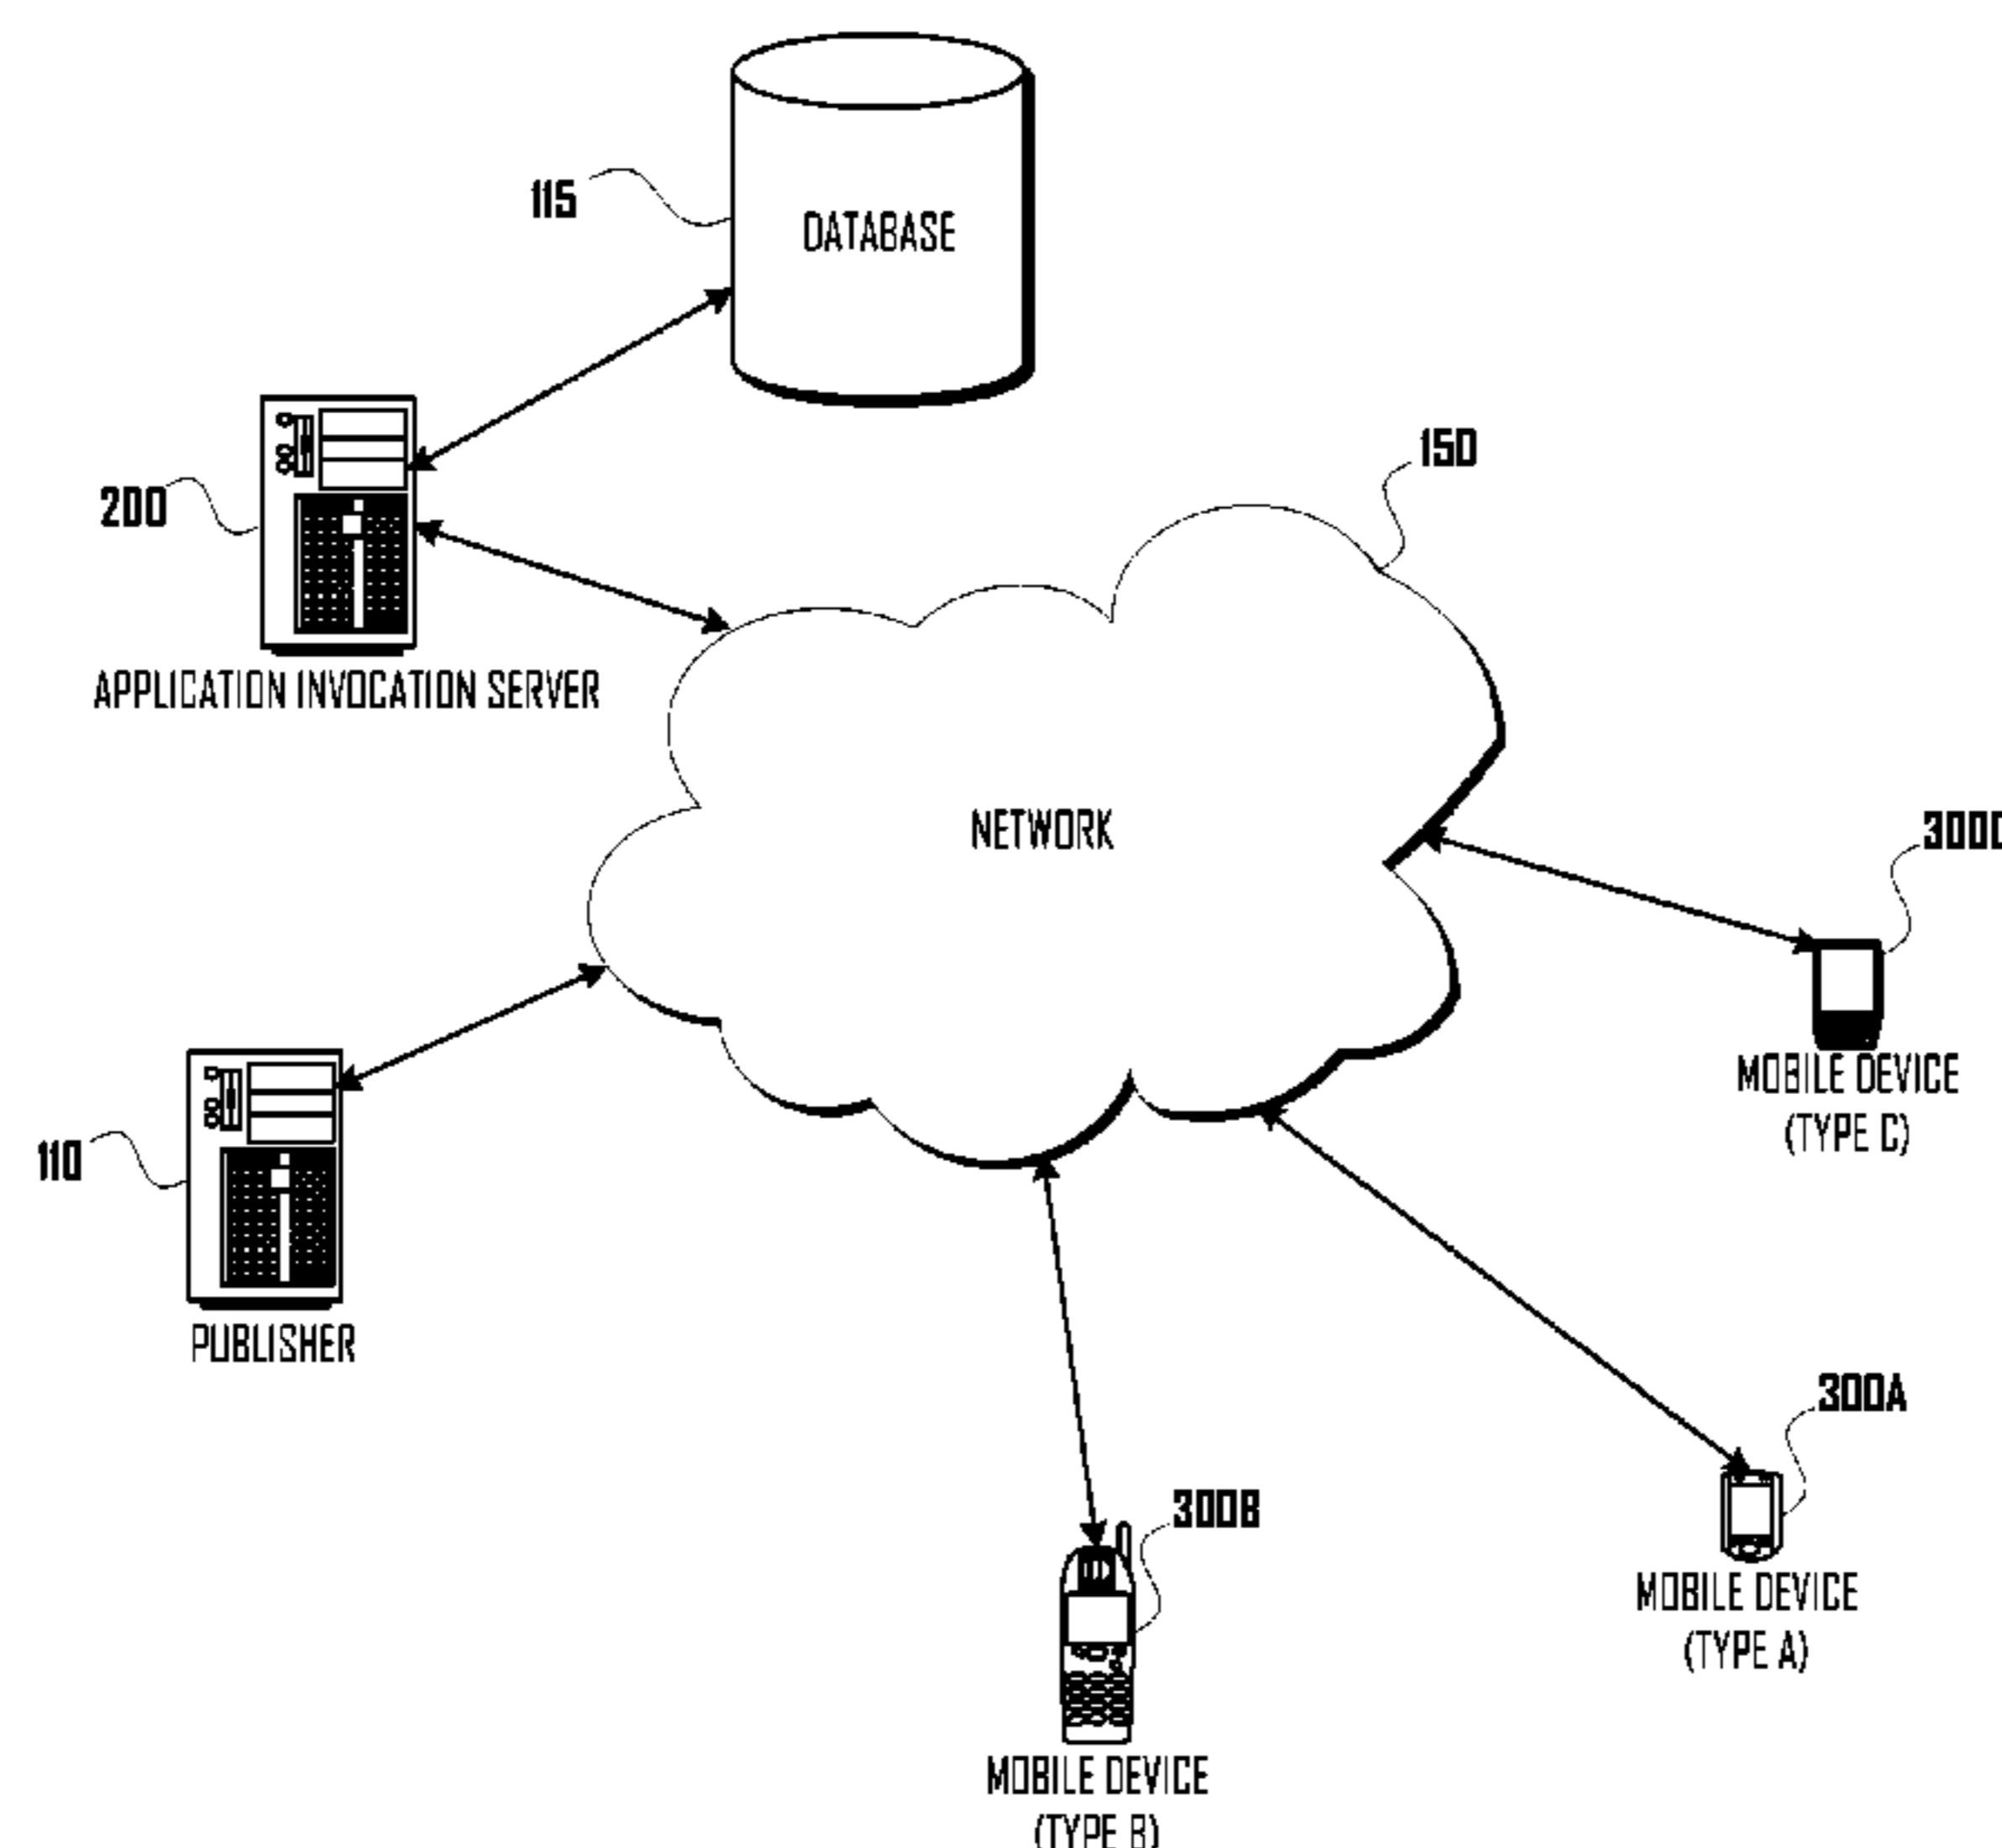 115
DATABASE
150
200
APPLICATION INVOCATION SERVER
NETWORK
300C
MOBILE DEVICE
(TYPE C)
110
PUBLISHER
300A
MOBILE DEVICE
(TYPE A)
300B
MOBILE DEVICE
(TYPE B)